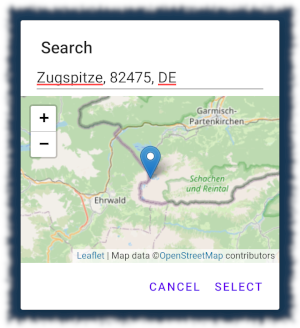 Search
Zugspitze, 82475, DE
+
−
Garmisch-
Partenkirchen
Schachen
und Reintal
Ehrwald
Leaflet | Map data ©OpenStreetMap contributors
CANCEL SELECT